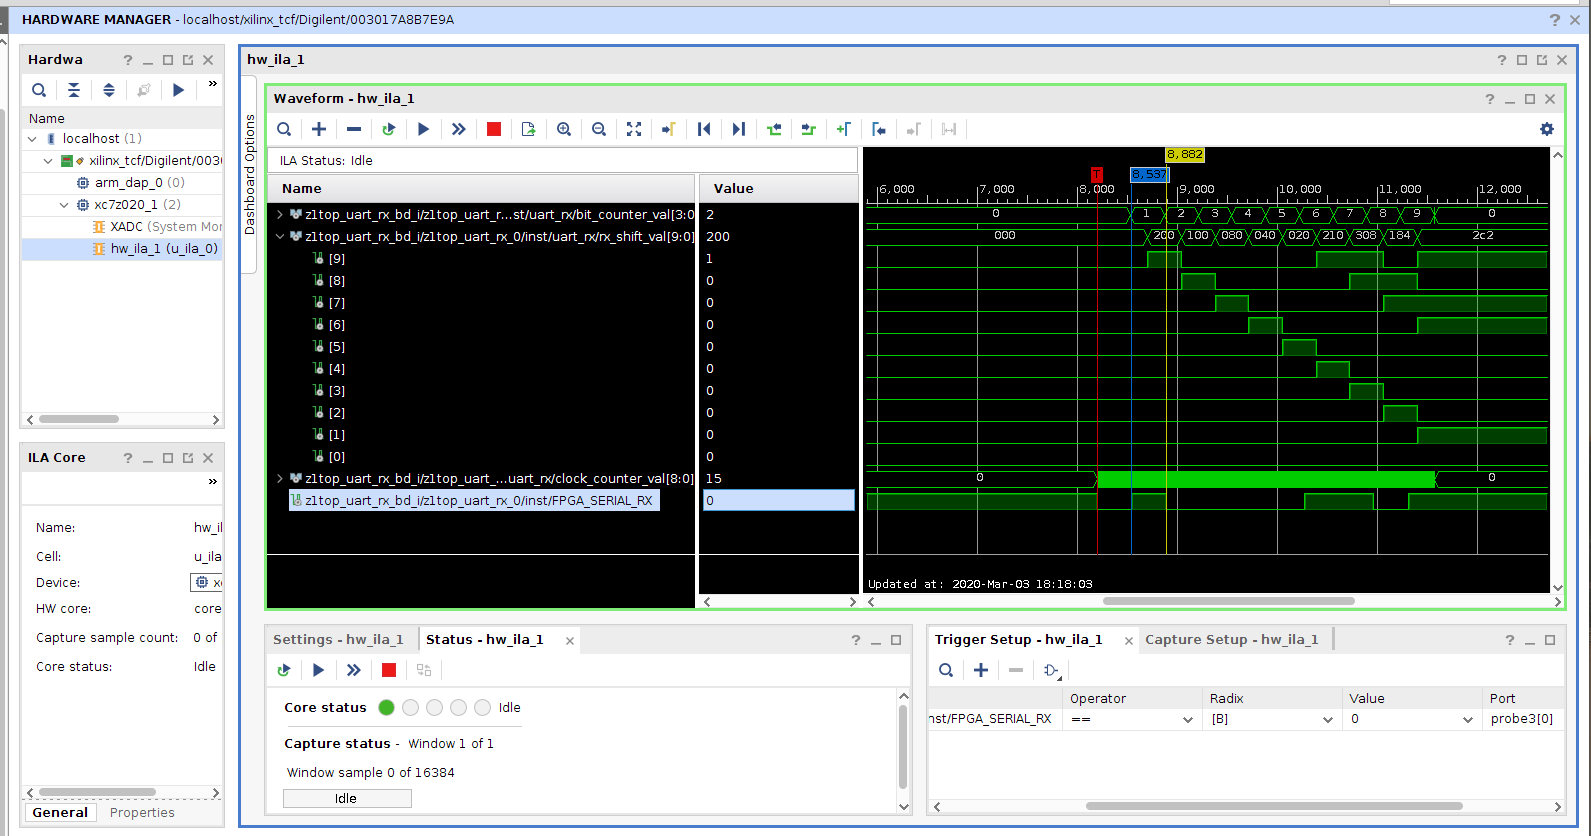 HARDWARE MANAGER - localhost/xilinx_tcf/Digilent/003017A8B7E9A
Hardwa
Name
localhost (1)
xilinx_tcf/Digilent/003
arm_dap_0 (0)
xc7z020_1 (2)
XADC (System Mor
hw_ila_1 (u_ila_0)
ILA Core
Name: hw_il
Cell: u_ila
Device: xc
HW core: core
Capture sample count: 0 of
Core status: Idle
General Properties
hw_ila_1
Dashboard Options
Waveform - hw_ila_1
ILA Status: Idle
Name Value
z1top_uart_rx_bd_i/z1top_uart_r...st/uart_rx/bit_counter_val[3:0 2
z1top_uart_rx_bd_i/z1top_uart_rx_0/inst/uart_rx/rx_shift_val[9:0] 200
[9] 1
[8] 0
[7] 0
[6] 0
[5] 0
[4] 0
[3] 0
[2] 0
[1] 0
[0] 0
z1top_uart_rx_bd_i/z1top_uart_...uart_rx/clock_counter_val[8:0] 15
z1top_uart_rx_bd_i/z1top_uart_rx_0/inst/FPGA_SERIAL_RX 0
8,882
T 8,537
6,000 7,000 8,000 9,000 10,000 11,000 12,000
0 1 2 3 4 5 6 7 8 9 0
000 200 100 080 040 020 210 308 184 2c2
0 0
Updated at: 2020-Mar-03 18:18:03
Settings - hw_ila_1 Status - hw_ila_1
Core status Idle
Capture status - Window 1 of 1
Window sample 0 of 16384
Idle
Trigger Setup - hw_ila_1 Capture Setup - hw_ila_1
Operator Radix Value Port
nst/FPGA_SERIAL_RX == [B] 0 probe3[0]